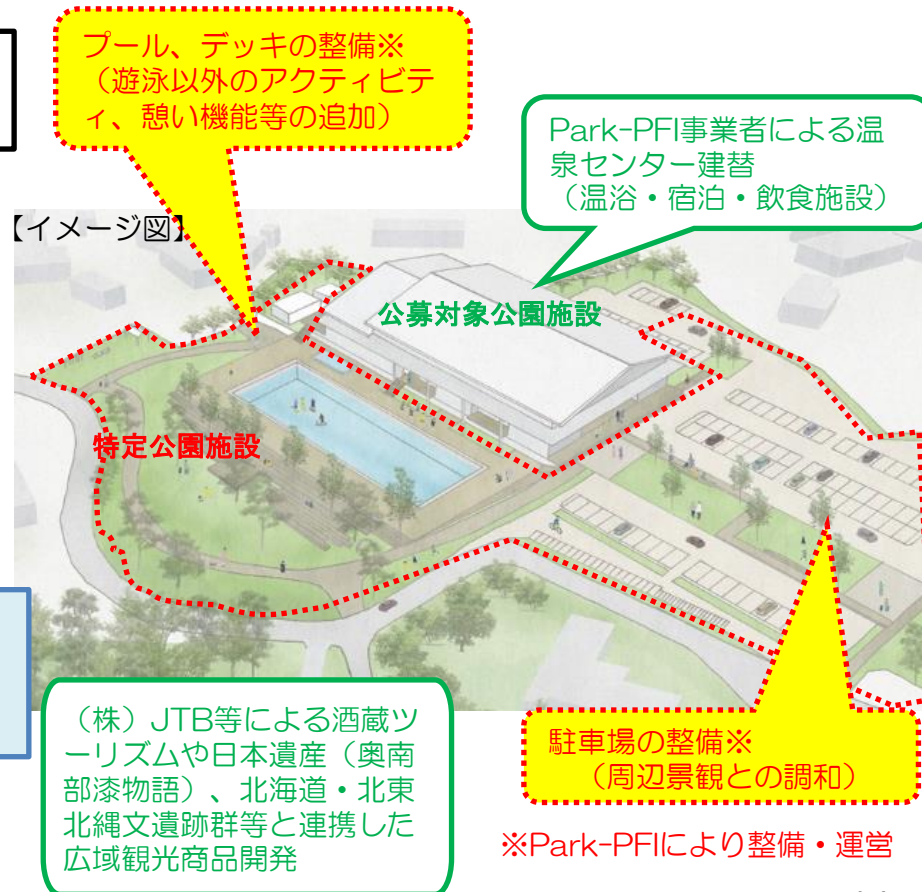 プール、デッキの整備※
（遊泳以外のアクティビテ
ィ、憩い機能等の追加）
Park-PFI事業者による温
泉センター建替
（温浴・宿泊・飲食施設）
【イメージ図】
公募対象公園施設
特定公園施設
（株）JTB等による酒蔵ツ
ーリズムや日本遺産（奥南
部漆物語）、北海道・北東
北縄文遺跡群等と連携した
広域観光商品開発
駐車場の整備※
（周辺景観との調和）
※Park-PFIにより整備・運営